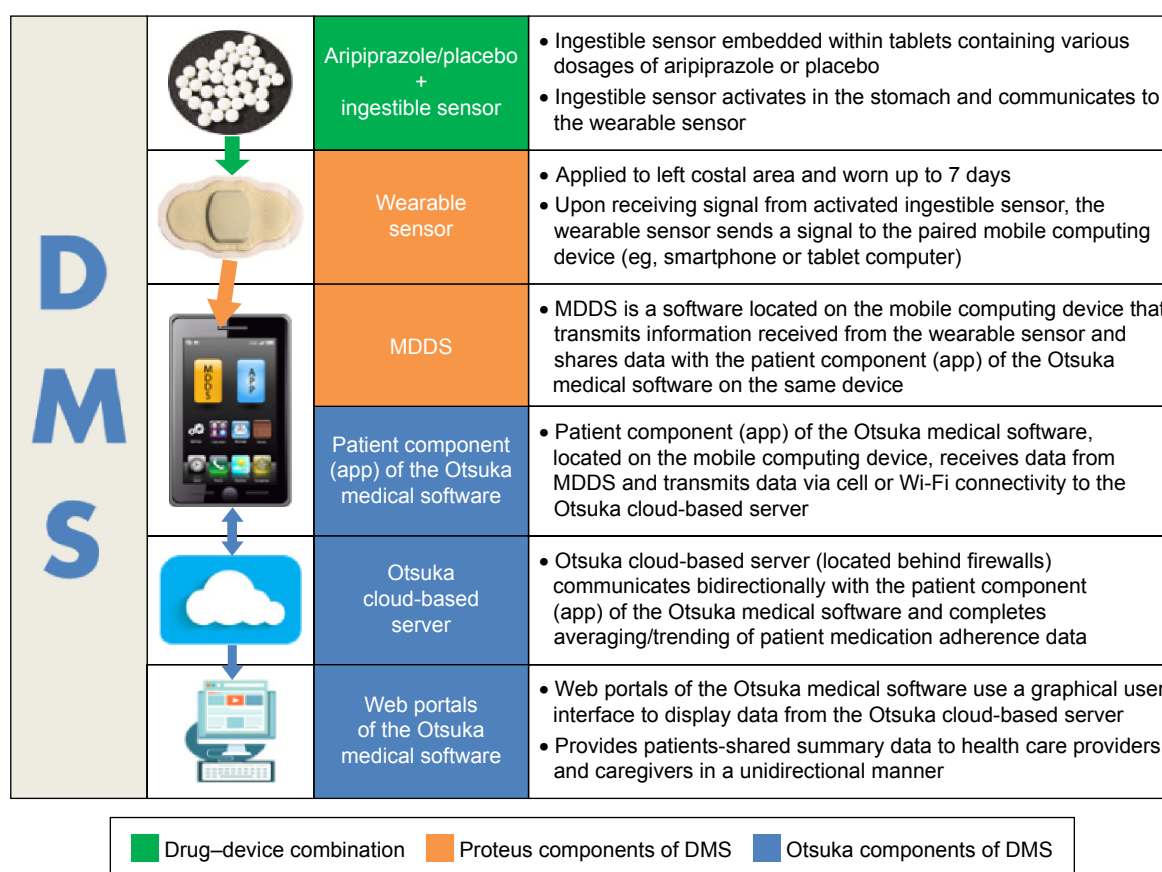 D
M
S
Aripiprazole/placebo
+
ingestible sensor
• Ingestible sensor embedded within tablets containing various
dosages of aripiprazole or placebo
• Ingestible sensor activates in the stomach and communicates to
the wearable sensor
Wearable
sensor
• Applied to left costal area and worn up to 7 days
• Upon receiving signal from activated ingestible sensor, the
wearable sensor sends a signal to the paired mobile computing
device (eg, smartphone or tablet computer)
MDDS
APP
MDDS
• MDDS is a software located on the mobile computing device that
transmits information received from the wearable sensor and
shares data with the patient component (app) of the Otsuka
medical software on the same device
Patient component
(app) of the Otsuka
medical software
• Patient component (app) of the Otsuka medical software,
located on the mobile computing device, receives data from
MDDS and transmits data via cell or Wi-Fi connectivity to the
Otsuka cloud-based server
Otsuka
cloud-based
server
• Otsuka cloud-based server (located behind firewalls)
communicates bidirectionally with the patient component
(app) of the Otsuka medical software and completes
averaging/trending of patient medication adherence data
Web portals
of the Otsuka
medical software
• Web portals of the Otsuka medical software use a graphical user
interface to display data from the Otsuka cloud-based server
• Provides patients-shared summary data to health care providers
and caregivers in a unidirectional manner
Drug–device combination
Proteus components of DMS
Otsuka components of DMS